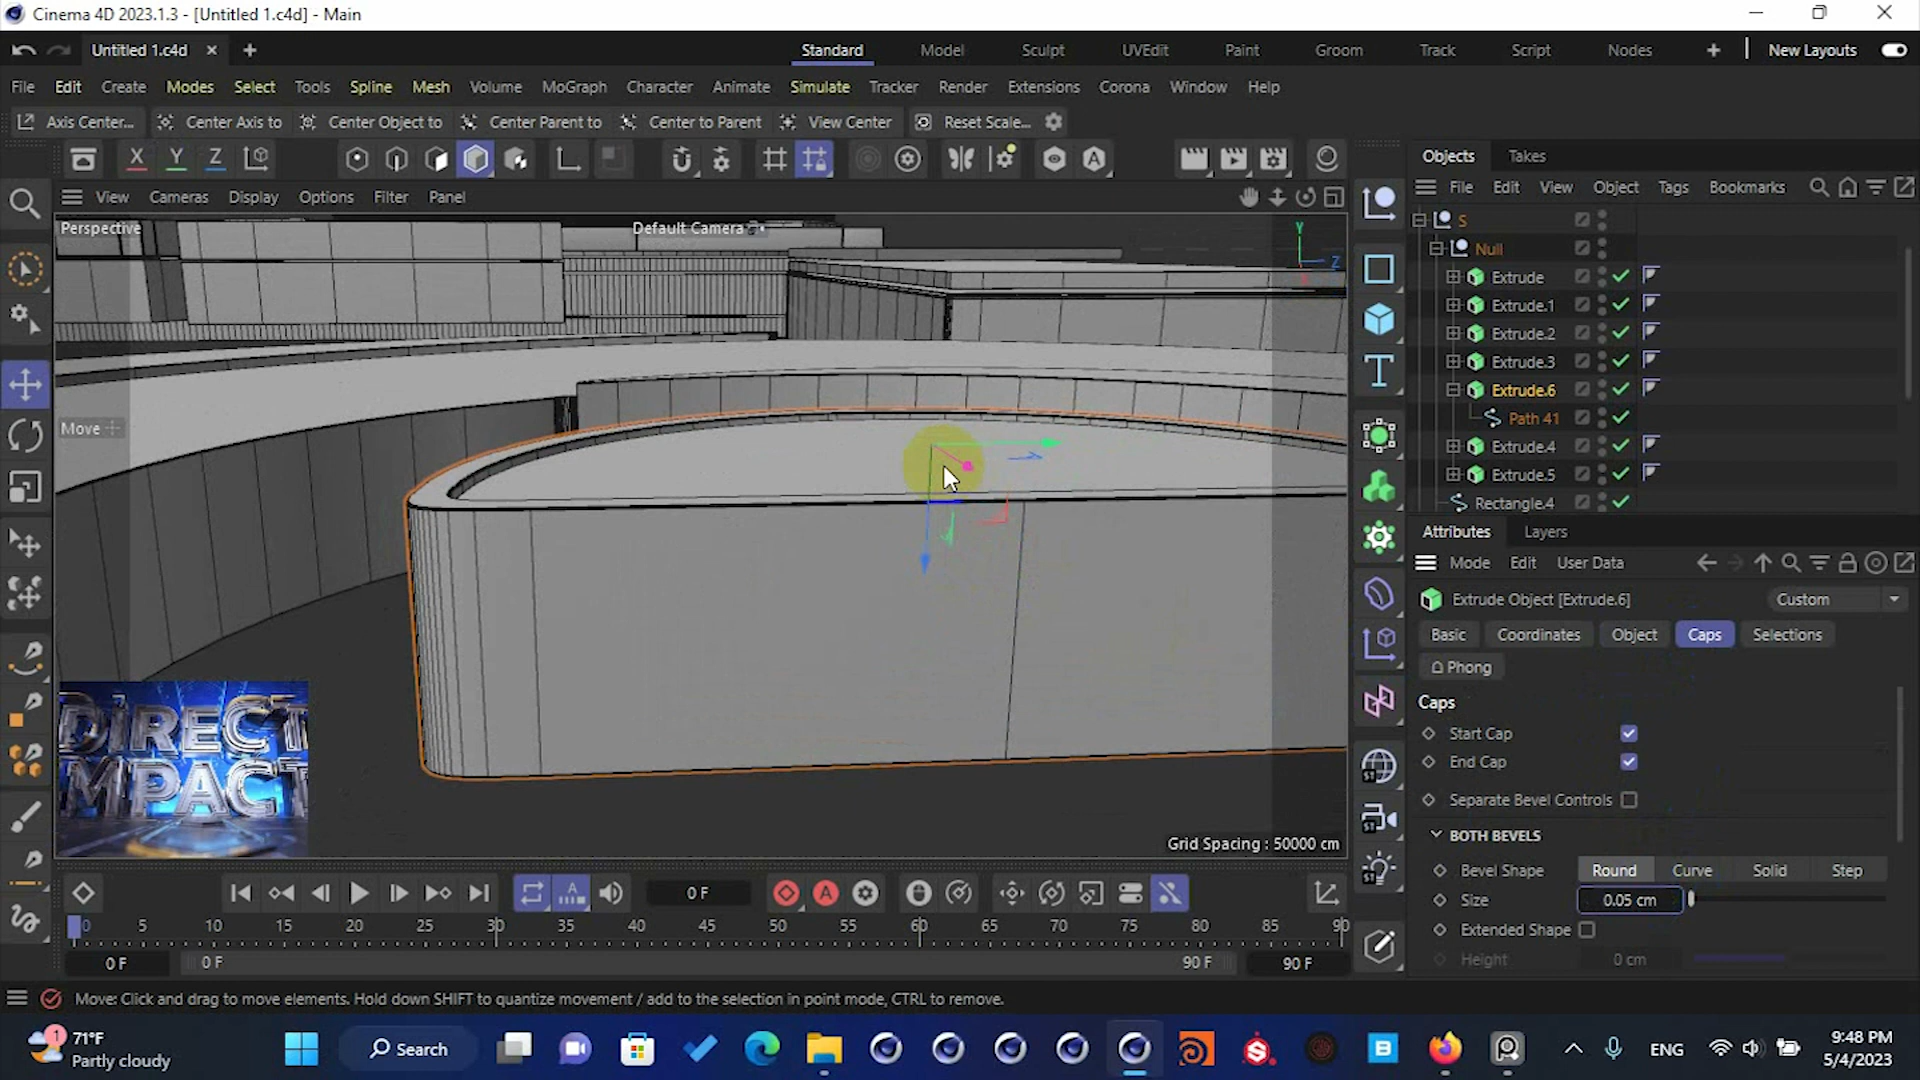 Cinema 4D 2023.1.3 - [Untitled 1.c4d] - Main
Untitled 1.c4d
Standard Model Sculpt UVEdit Paint Groom Track Script Nodes New Layouts
File Edit Create Modes Select Tools Spline Mesh Volume MoGraph Character Animate Simulate Tracker Render Extensions Corona Window Help
Axis Center... Center Axis to Center Object to Center Parent to Center to Parent View Center Reset Scale...
X Y Z
Objects Takes
File Edit View Object Tags Bookmarks
View Cameras Display Options Filter Panel
Perspective
Default Camera
Y
Z
Move
S
Null
Extrude
Extrude.1
Extrude.2
Extrude.3
Extrude.6
Path 41
Extrude.4
Extrude.5
Rectangle.4
Attributes Layers
Mode Edit User Data
Extrude Object [Extrude.6] Custom
Basic Coordinates Object Caps Selections
Phong
Caps
Start Cap
End Cap
Separate Bevel Controls
BOTH BEVELS
Bevel Shape Round Curve Solid Step
Size 0.05 cm
Extended Shape
Height 0 cm
DIRECT
IMPACT
Grid Spacing : 50000 cm
0 F
0 5 10 15 20 25 30 35 40 45 50 55 60 65 70 75 80 85 90
0 F 0 F 90 F 90 F
Move: Click and drag to move elements. Hold down SHIFT to quantize movement / add to the selection in point mode, CTRL to remove.
1
71°F
Partly cloudy
Search
ENG
9:48 PM
5/4/2023